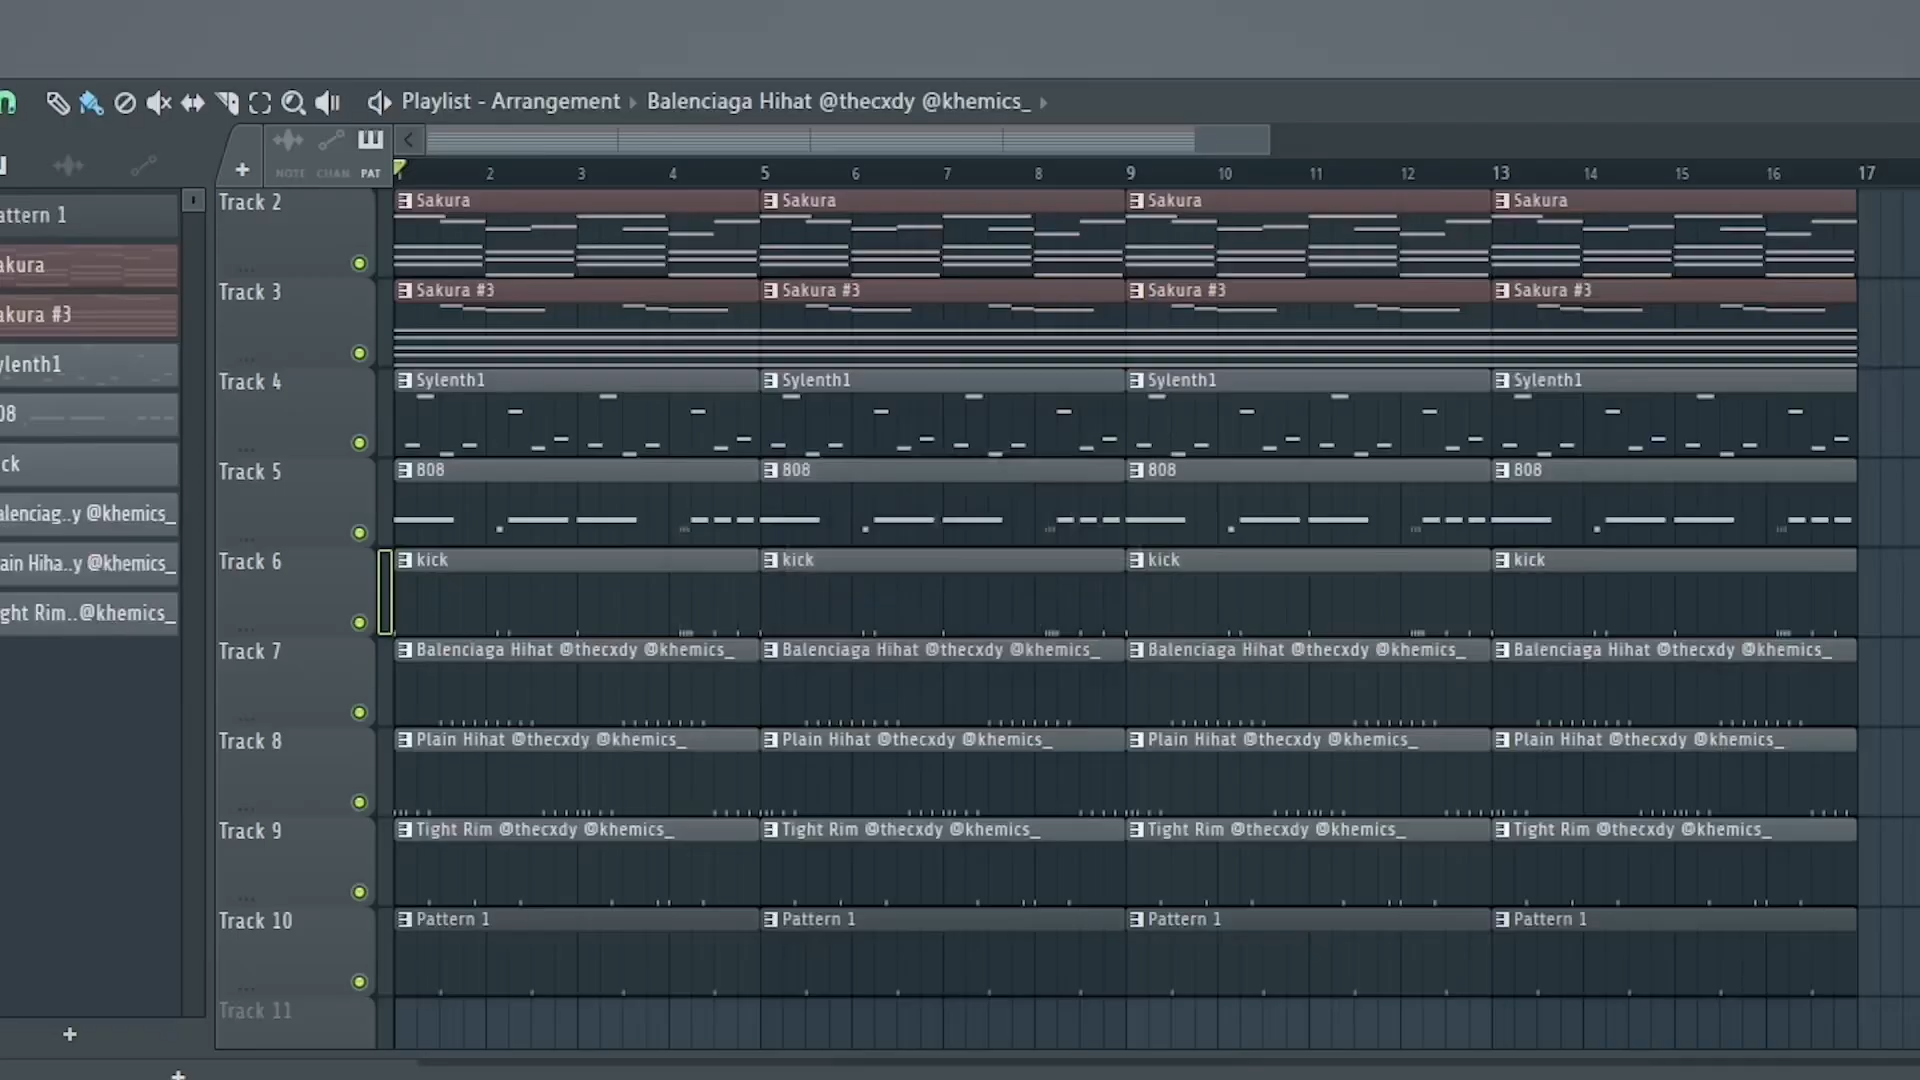 Playlist - Arrangement Balenciaga Hihat @thecxdy @khemics_
NOTE CHAN PAT
1 2 3 4 5 6 7 8 9 10 11 12 13 14 15 16 17
attern 1
akura
akura #3
ylenth1
08
ck
alenciag..y @khemics_
ain Hiha..y @khemics_
ght Rim..@khemics_
Track 2 Sakura Sakura Sakura Sakura
Track 3 Sakura #3 Sakura #3 Sakura #3 Sakura #3
Track 4 Sylenth1 Sylenth1 Sylenth1 Sylenth1
Track 5 808 808 808 808
Track 6 kick kick kick kick
Track 7 Balenciaga Hihat @thecxdy @khemics_ Balenciaga Hihat @thecxdy @khemics_ Balenciaga Hihat @thecxdy @khemics_ Balenciaga Hihat @thecxdy @khemics_
Track 8 Plain Hihat @thecxdy @khemics_ Plain Hihat @thecxdy @khemics_ Plain Hihat @thecxdy @khemics_ Plain Hihat @thecxdy @khemics_
Track 9 Tight Rim @thecxdy @khemics_ Tight Rim @thecxdy @khemics_ Tight Rim @thecxdy @khemics_ Tight Rim @thecxdy @khemics_
Track 10 Pattern 1 Pattern 1 Pattern 1 Pattern 1
Track 11